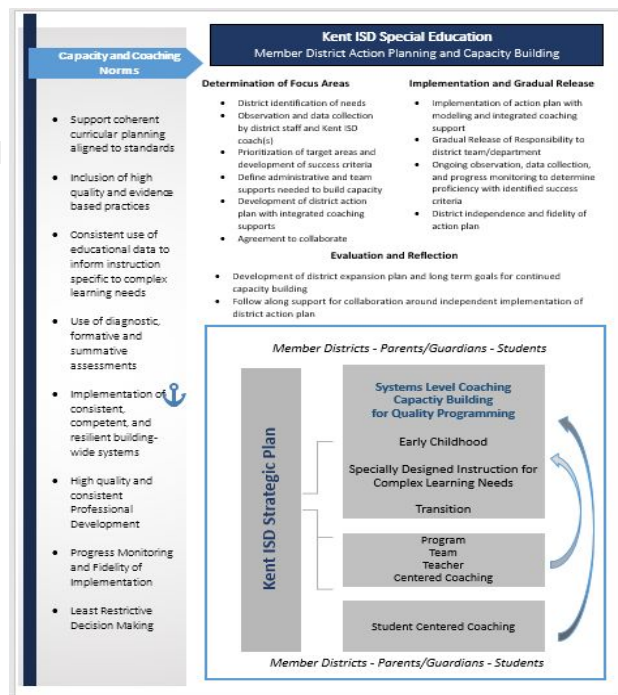 Capacity and Coaching
Norms
• Support coherent
curricular planning
aligned to standards
• Inclusion of high
quality and evidence
based practices
• Consistent use of
educational data to
inform instruction
specific to complex
learning needs
• Use of diagnostic,
formative and
summative
assessments
• Implementation of
consistent,
competent, and
resilient building-
wide systems
• High quality and
consistent
Professional
Development
• Progress Monitoring
and Fidelity of
Implementation
• Least Restrictive
Decision Making
Kent ISD Special Education
Member District Action Planning and Capacity Building
Determination of Focus Areas
• District identification of needs
• Observation and data collection
by district staff and Kent ISD
coach(s)
• Prioritization of target areas and
development of success criteria
• Define administrative and team
supports needed to build capacity
• Development of district action
plan with integrated coaching
supports
• Agreement to collaborate
Implementation and Gradual Release
• Implementation of action plan with
modeling and integrated coaching
support
• Gradual Release of Responsibility to
district team/department
• Ongoing observation, data collection,
and progress monitoring to determine
proficiency with identified success
criteria
• District independence and fidelity of
action plan
Evaluation and Reflection
• Development of district expansion plan and long term goals for continued
capacity building
• Follow along support for collaboration around independent implementation of
district action plan
Member Districts - Parents/Guardians - Students
Kent ISD Strategic Plan
Systems Level Coaching
Capactiy Building
for Quality Programming
Early Childhood
Specially Designed Instruction for
Complex Learning Needs
Transition
Program
Team
Teacher
Centered Coaching
Student Centered Coaching
Member Districts - Parents/Guardians - Students